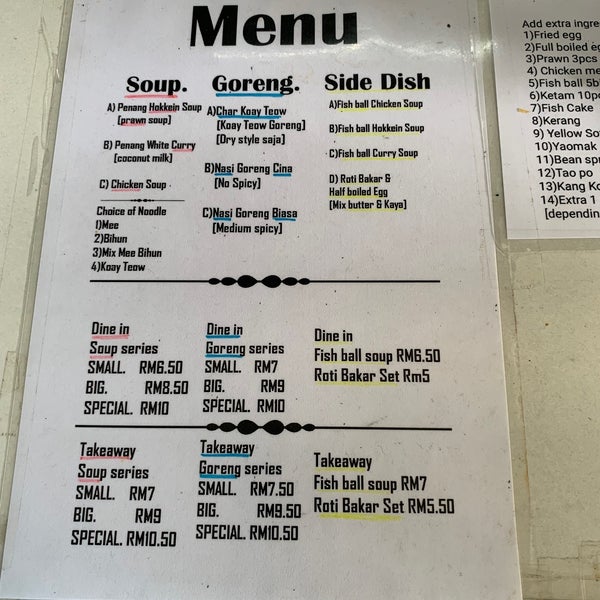 Menu
Soup.
A) Penang Hokkein Soup
[prawn soup]
B) Penang White Curry
[coconut milk]
C) Chicken Soup
Choice of Noodle
1)Mee
2)Bihun
3)Mix Mee Bihun
4)Koay Teow
Goreng.
A)Char Koay Teow
[Koay Teow Goreng]
[Dry style saja]
B)Nasi Goreng Cina
[No Spicy]
C)Nasi Goreng Biasa
[Medium spicy]
Side Dish
A)Fish ball Chicken Soup
B)Fish ball Hokkein Soup
C)Fish ball Curry Soup
D) Roti Bakar &
Half boiled Egg
[Mix butter & Kaya]
Dine in
Soup series
SMALL. RM6.50
BIG. RM8.50
SPECIAL. RM10
Dine in
Goreng series
SMALL. RM7
BIG. RM9
SPECIAL. RM10
Dine in
Fish ball soup RM6.50
Roti Bakar Set Rm5
Takeaway
Soup series
SMALL. RM7
BIG. RM9
SPECIAL. RM10.50
Takeaway
Goreng series
SMALL. RM7.50
BIG. RM9.50
SPECIAL. RM10.50
Takeaway
Fish ball soup RM7
Roti Bakar Set RM5.50
Add extra
1)Fried egg
2)Full boiled
3)Prawn 3pcs
4) Chicken
5)Fish ball
6)Ketam
7)Fish Cake
8)Kerang
9) Yellow
10)Yaomak
11)Bean
12)Tao po
13)Kang
14)Extra 1